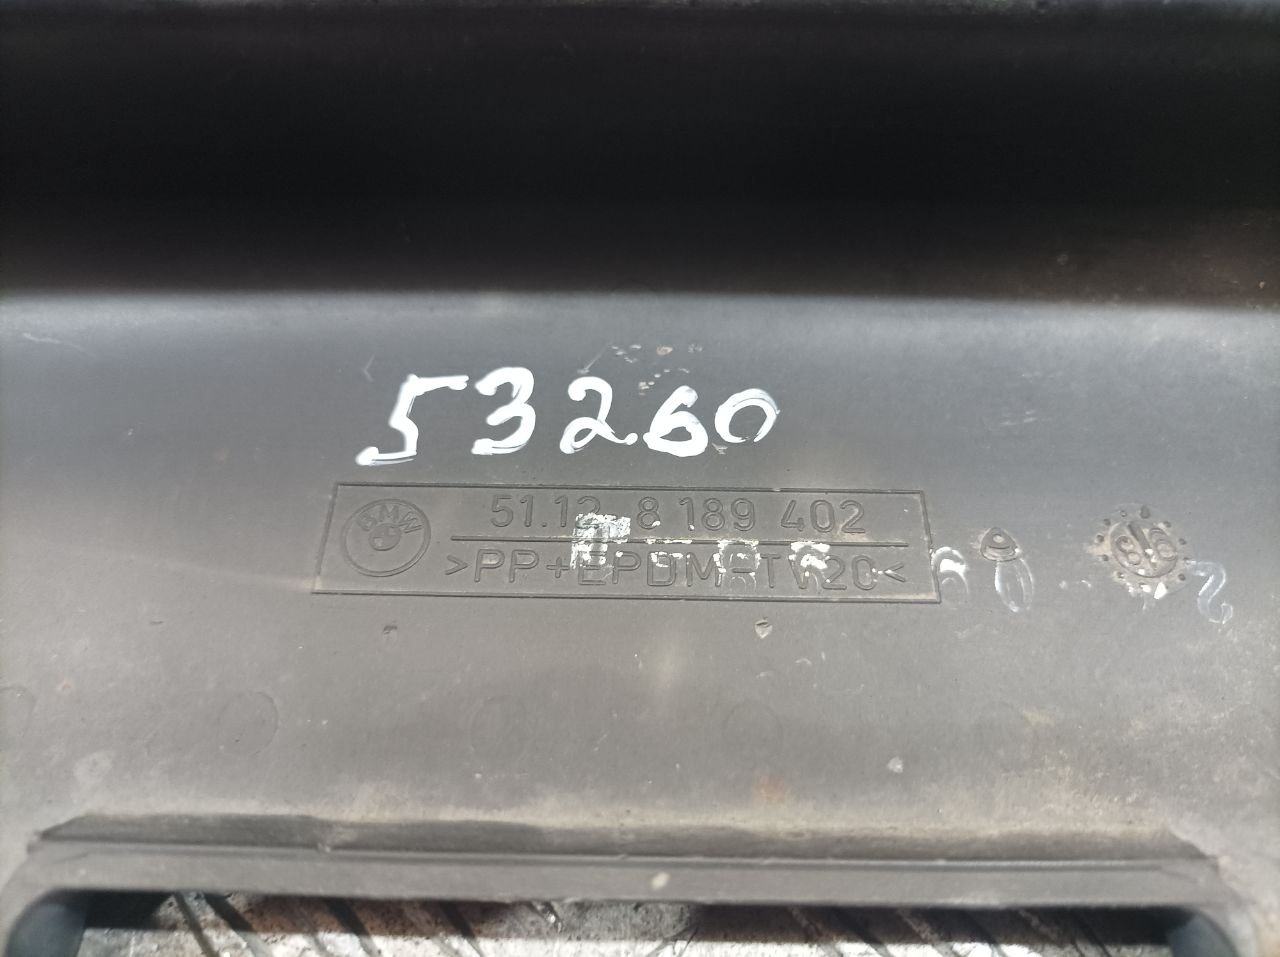 53260
BMW
51.12 8 189 402
>PP+EPDM-TV20<